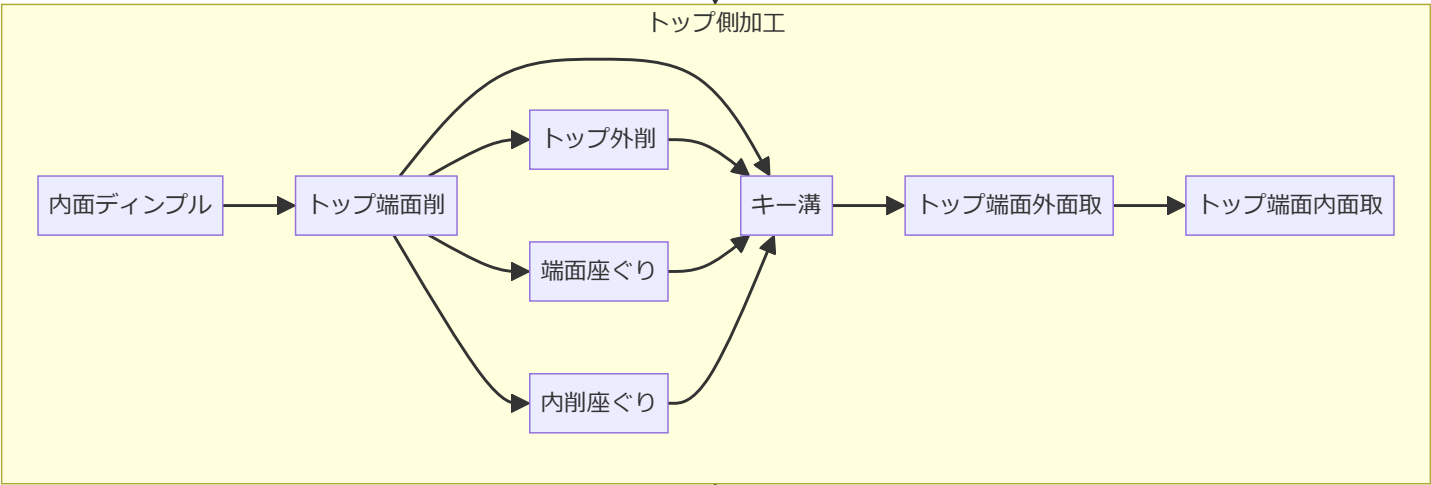 トップ側加工
内面ディンプル
トップ端面削
トップ外削
端面座ぐり
内削座ぐり
キー溝
トップ端面外面取
トップ端面内面取